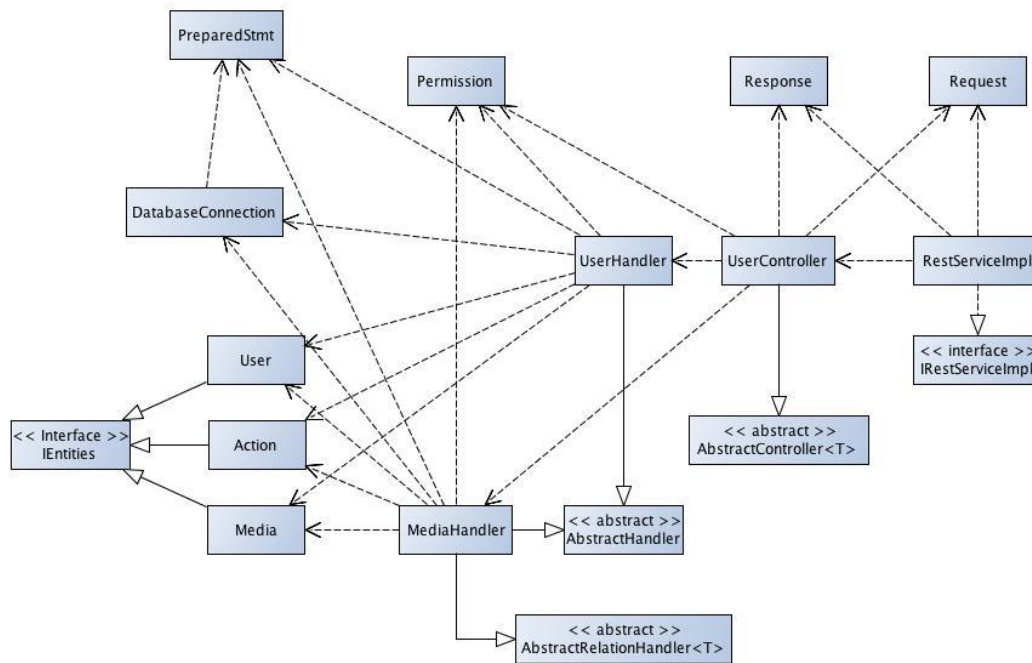 PreparedStmt
Permission
Response
Request
DatabaseConnection
UserHandler
UserController
RestServiceImpl
<< interface >>
IRestServiceImpl
User
<< Interface >>
IEntities
Action
<< abstract >>
AbstractController<T>
Media
MediaHandler
<< abstract >>
AbstractHandler
<< abstract >>
AbstractRelationHandler<T>